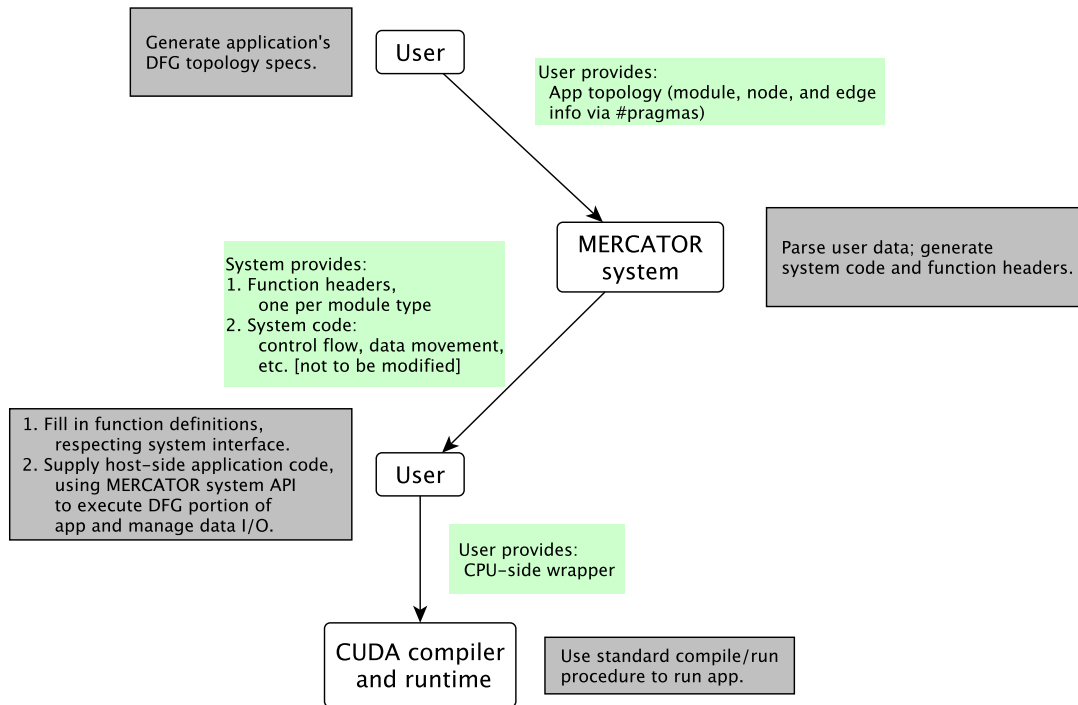 Generate application's
DFG topology specs.
User
User provides:
App topology (module, node, and edge
info via #pragmas)
MERCATOR
system
Parse user data; generate
system code and function headers.
System provides:
1. Function headers,
one per module type
2. System code:
control flow, data movement,
etc. [not to be modified]
1. Fill in function definitions,
respecting system interface.
2. Supply host-side application code,
using MERCATOR system API
to execute DFG portion of
app and manage data I/O.
User
User provides:
CPU-side wrapper
CUDA compiler
and runtime
Use standard compile/run
procedure to run app.